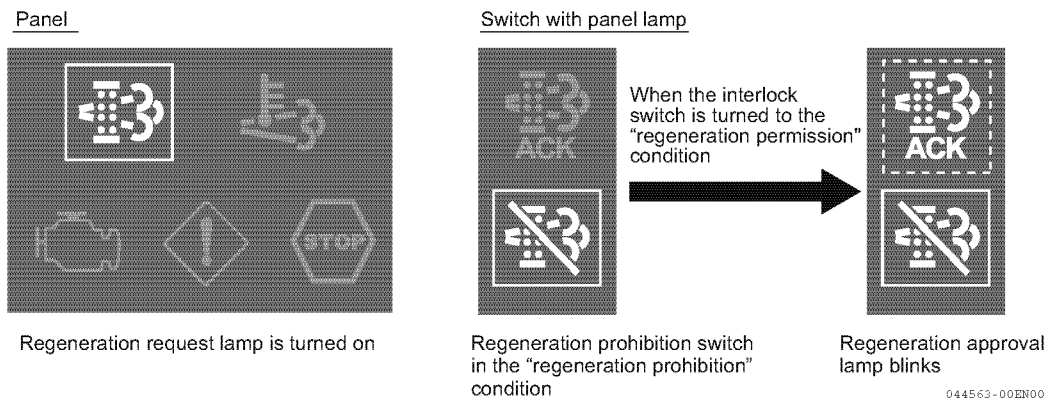 Panel
Switch with panel lamp
STOP
ACK
When the interlock
switch is turned to the
“regeneration permission”
condition
ACK
Regeneration request lamp is turned on
Regeneration prohibition switch
in the “regeneration prohibition”
condition
Regeneration approval
lamp blinks
044563-00EN00